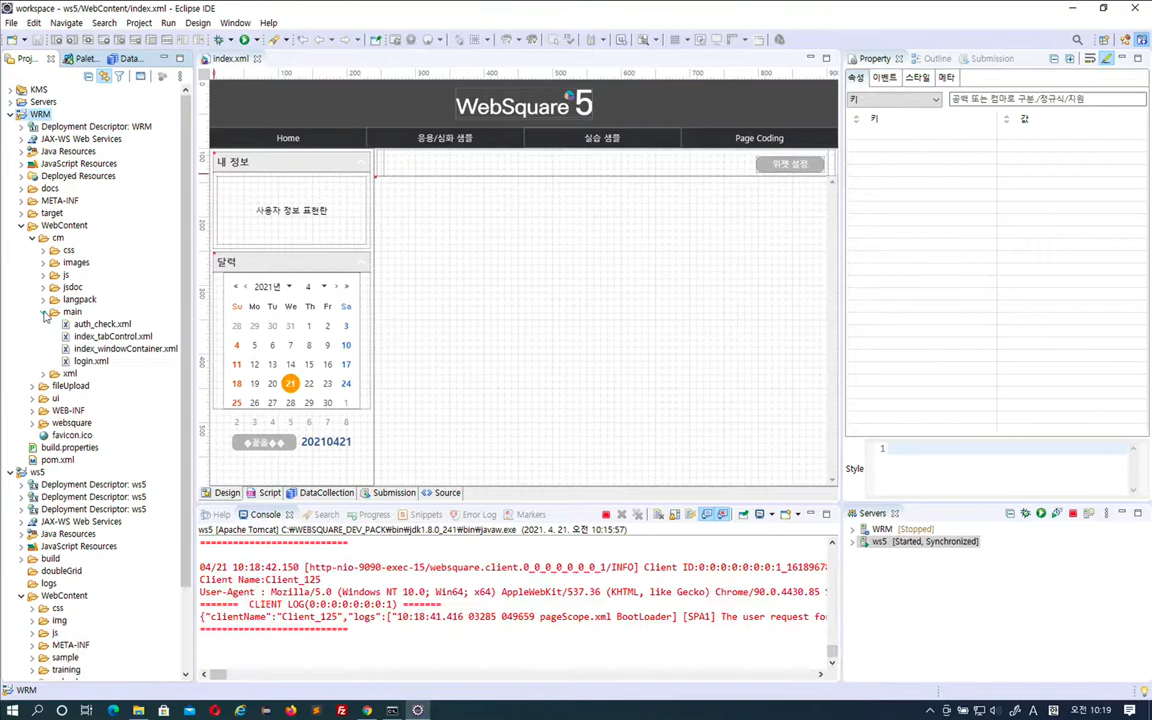 workspace - ws5/WebContent/index.xml - Eclipse IDE
File Edit Navigate Search Project Run Design Window Help
Proj... Palet... Data...
KMS
Servers
WRM
Deployment Descriptor: WRM
JAX-WS Web Services
Java Resources
JavaScript Resources
Deployed Resources
docs
META-INF
target
WebContent
cm
css
images
js
jsdoc
langpack
main
auth_check.xml
index_tabControl.xml
index_windowContainer.xml
login.xml
xml
fileUpload
ui
WEB-INF
websquare
favicon.ico
build.properties
pom.xml
ws5
Deployment Descriptor: ws5
Deployment Descriptor: ws5
Deployment Descriptor: ws5
JAX-WS Web Services
Java Resources
JavaScript Resources
build
doubleGrid
logs
WebContent
css
img
js
META-INF
sample
training
WRM
index.xml
100 200 300 400 500 600 700 800 900
WebSquare 5
Home 응용/심화 샘플 실습 샘플 Page Coding
내 정보
위젯 설정
사용자 정보 표현란
달력
« ‹ 2021년 4 › »
Su Mo Tu We Th Fr Sa
28 29 30 31 1 2 3
4 5 6 7 8 9 10
11 12 13 14 15 16 17
18 19 20 21 22 23 24
25 26 27 28 29 30 1
2 3 4 5 6 7 8
20210421
Design Script DataCollection Submission Source
Help Console Search Progress Snippets Error Log Markers
ws5 [Apache Tomcat] C:₩WEBSQUARE_DEV_PACK₩bin₩jdk1.8.0_241₩bin₩javaw.exe (2021. 4. 21. 오전 10:15:57)
==========================
04/21 10:18:42.150 [http-nio-9090-exec-15/websquare.client.0_0_0_0_0_0_0_1/INFO] Client ID:0:0:0:0:0:0:0:1_1618967
Client Name:Client_125
User-Agent : Mozilla/5.0 (Windows NT 10.0; Win64; x64) AppleWebKit/537.36 (KHTML, like Gecko) Chrome/90.0.4430.85
======= CLIENT LOG(0:0:0:0:0:0:0:1) =======
{"clientName":"Client_125","logs":["10:18:41.416 03285 049659 pageScope.xml BootLoader] [SPA1] The user request for
==========================
Property Outline Submission
속성 이벤트 스타일 메타
키 공백 또는 컴마로 구분./정규식/지원
키 값
Style 1
Servers
WRM [Stopped]
ws5 [Started, Synchronized]
오전 10:19